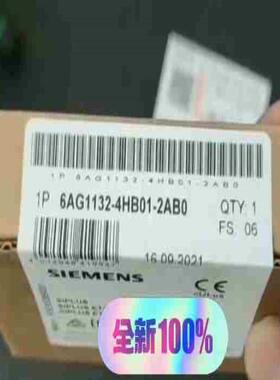 1P 6AG1132-4HB01-2AB0
1P 6AG1132-4HB01-2AB0
QTY: 1
FS. 06
16.09.2021
SIEMENS
CE
SIPLUS
全新100%